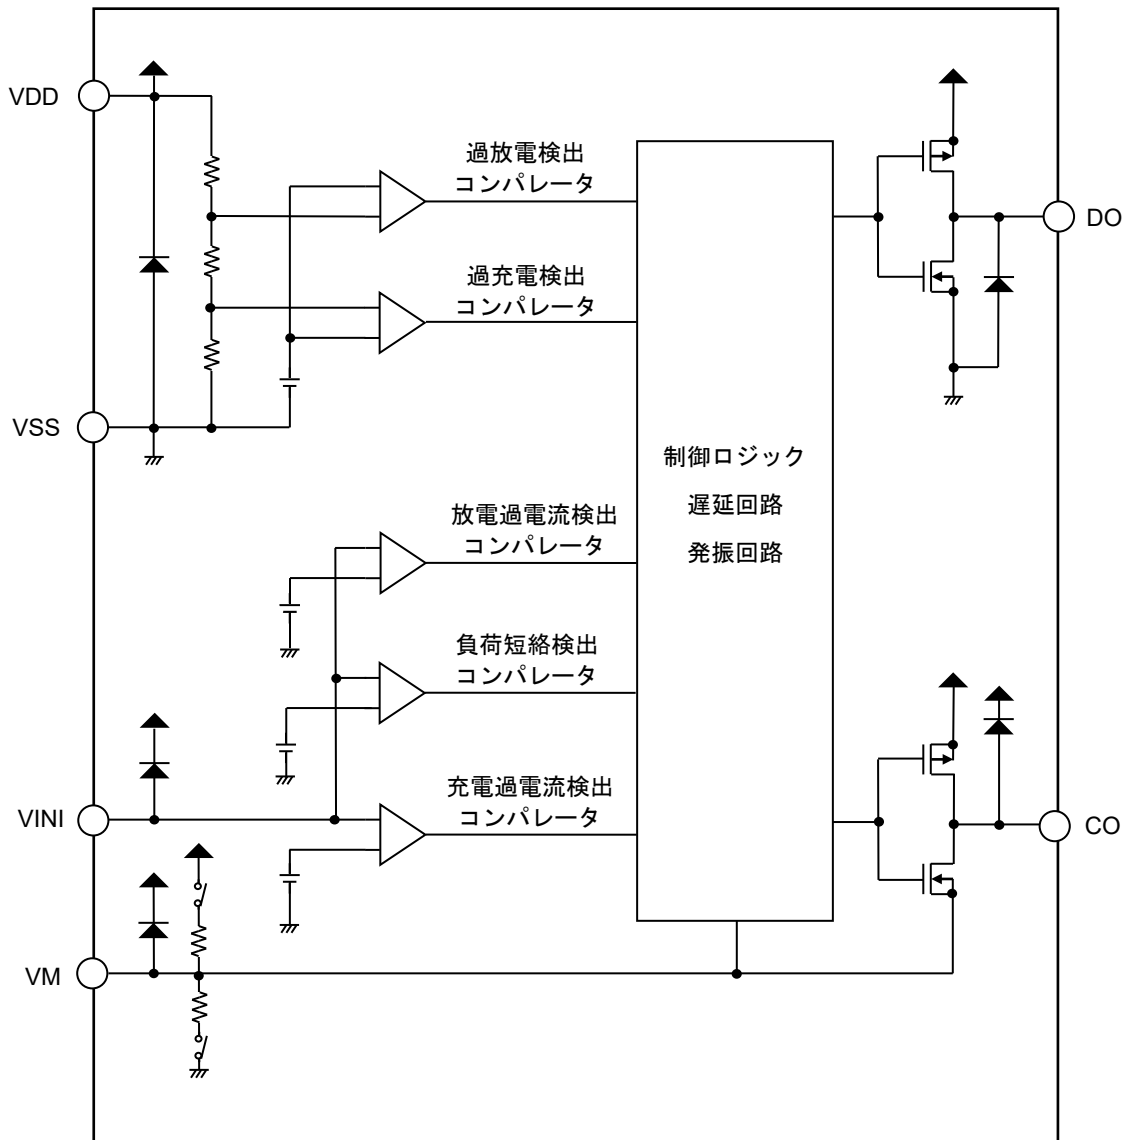 VDD
過放電検出
コンパレータ
DO
過充電検出
コンパレータ
VSS
制御ロジック
遅延回路
発振回路
放電過電流検出
コンパレータ
負荷短絡検出
コンパレータ
充電過電流検出
コンパレータ
VINI
CO
VM